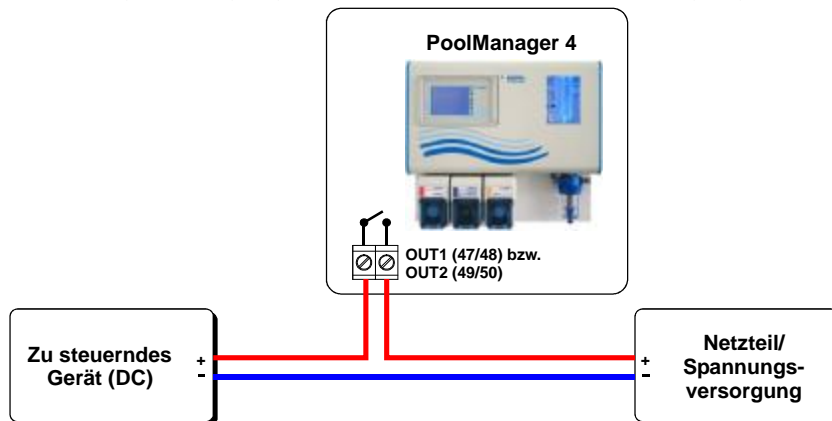 PoolManager 4
OUT1 (47/48) bzw.
OUT2 (49/50)
Zu steuerndes
Gerät (DC)
+
-
Netzteil/
Spannungs-
versorgung
+
-